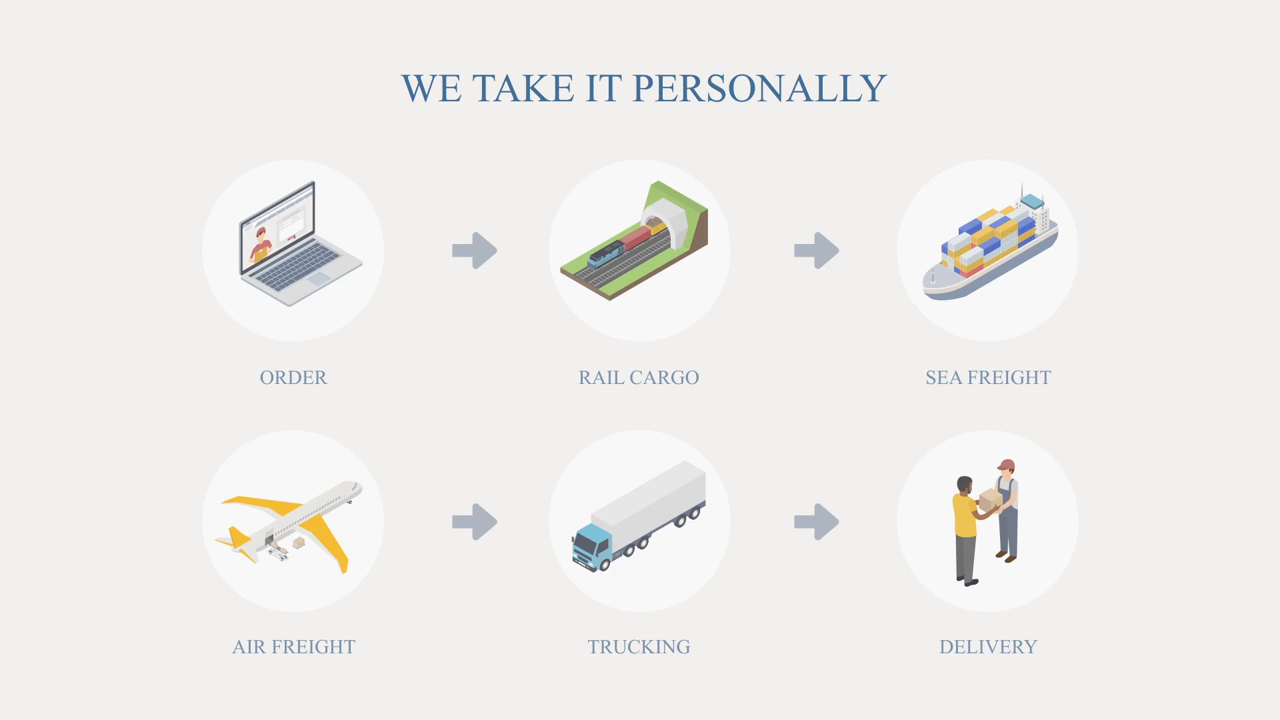 WE TAKE IT PERSONALLY
ORDER
RAIL CARGO
SEA FREIGHT
AIR FREIGHT
TRUCKING
DELIVERY